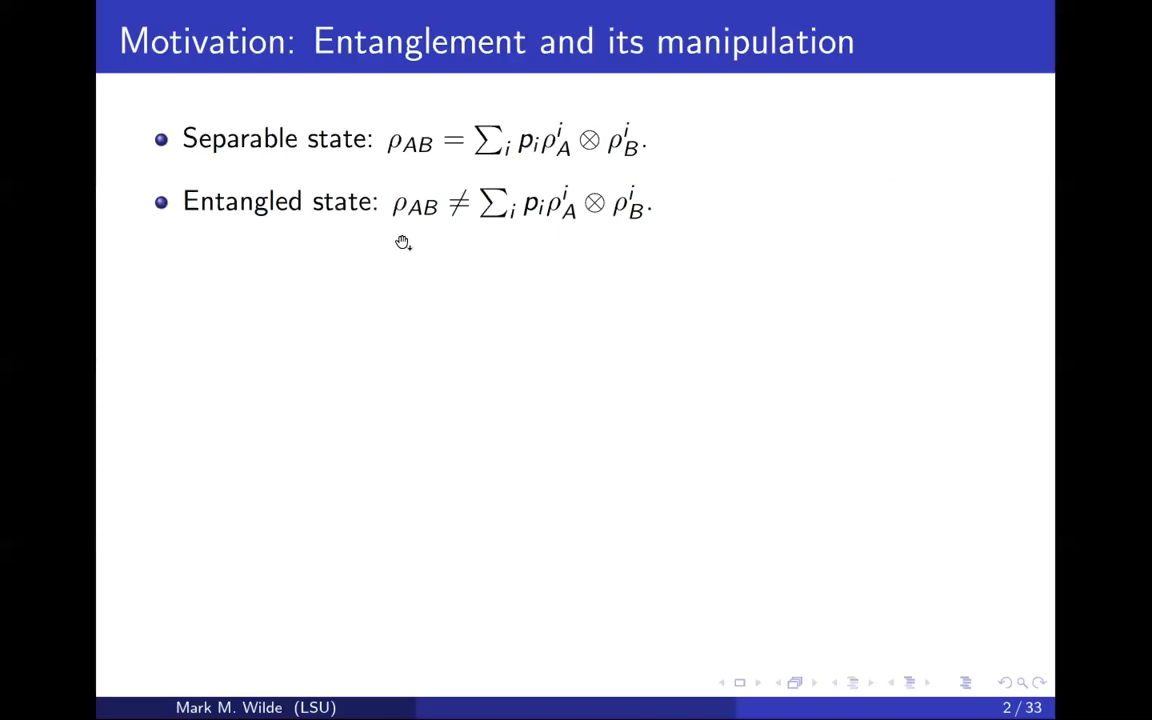 Motivation: Entanglement and its manipulation
Separable state: ρ_AB = ∑_i p_i ρ_A^i ⊗ ρ_B^i.
Entangled state: ρ_AB ≠ ∑_i p_i ρ_A^i ⊗ ρ_B^i.
Mark M. Wilde (LSU) 2 / 33